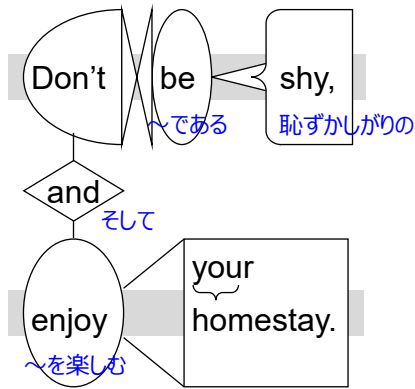 Don't be shy,
～である 恥ずかしがりの
and
そして
your
enjoy homestay.
～を楽しむ